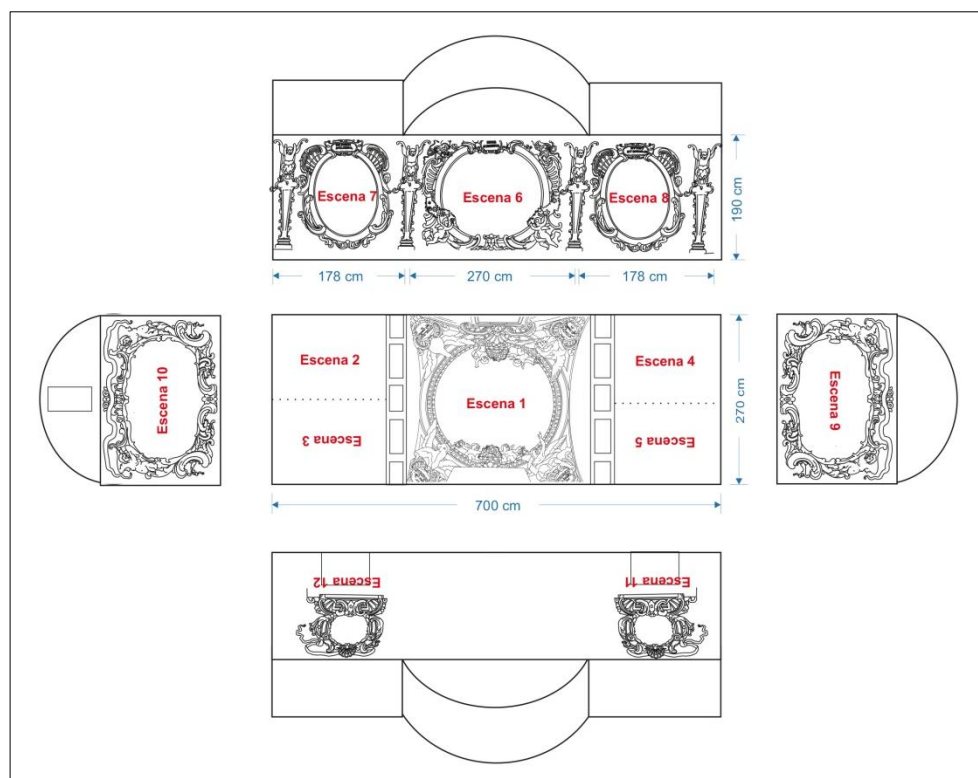 Escena 7
Escena 6
Escena 8
190 cm
178 cm
270 cm
178 cm
Escena 10
Escena 2
Escena 3
Escena 1
Escena 4
Escena 5
270 cm
Escena 9
700 cm
Escena 12
Escena 11